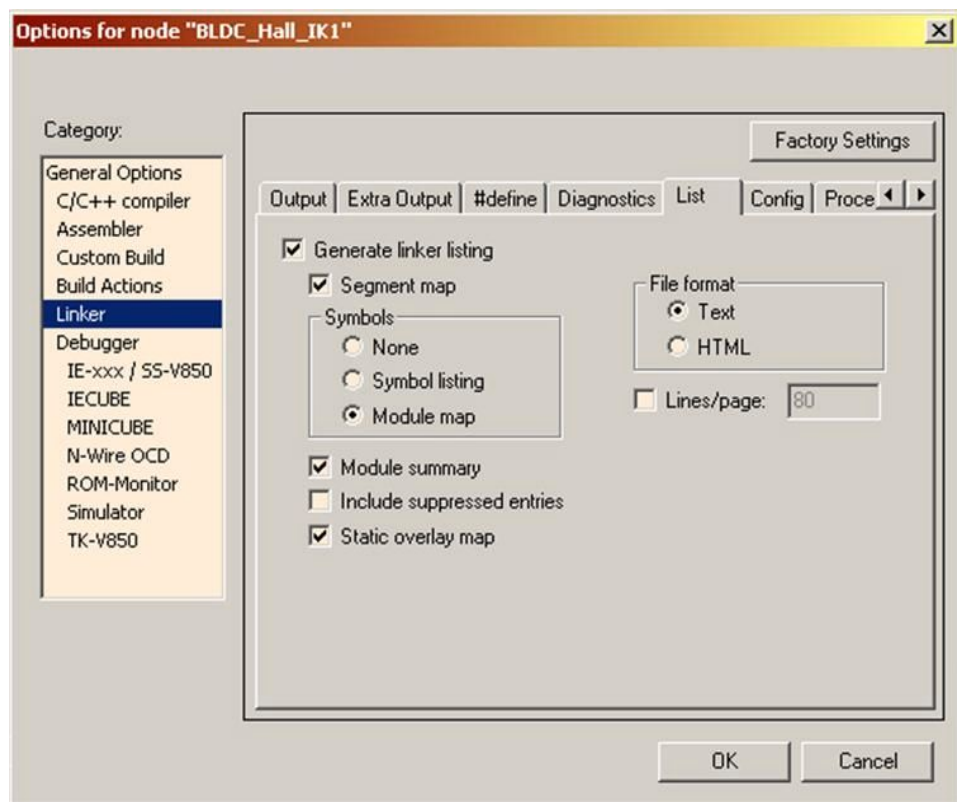 Options for node "BLDC_Hall_IK1"
Category:
General Options
C/C++ compiler
Assembler
Custom Build
Build Actions
Linker
Debugger
IE-xxx / SS-V850
IECUBE
MINICUBE
N-Wire OCD
ROM-Monitor
Simulator
TK-V850
Factory Settings
Output Extra Output #define Diagnostics List Config Proce
Generate linker listing
Segment map
Symbols
None
Symbol listing
Module map
Module summary
Include suppressed entries
Static overlay map
File format
Text
HTML
Lines/page: 80
OK Cancel